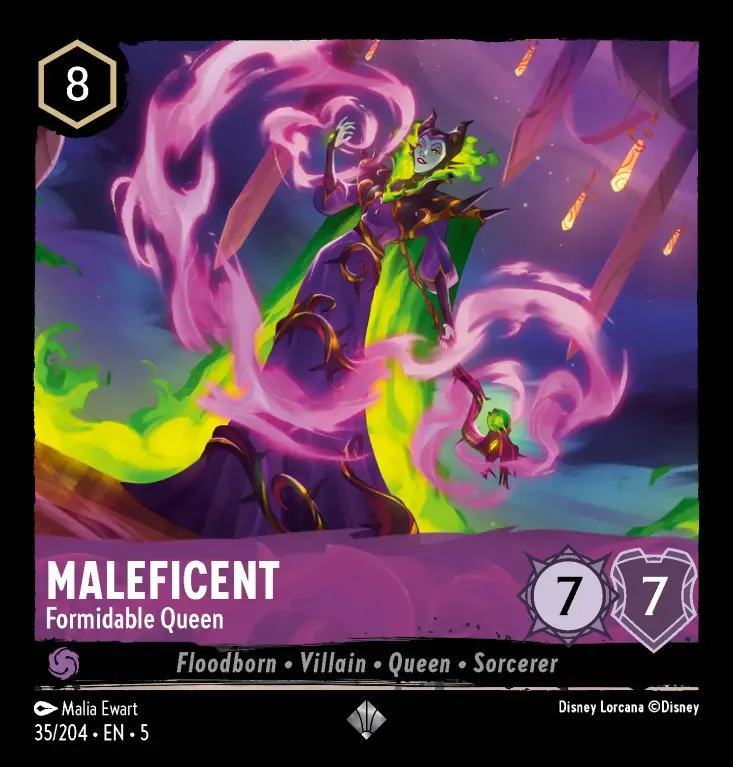 8
MALEFICENT
Formidable Queen
7
7
Floodborn • Villain • Queen • Sorcerer
Malia Ewart
Disney Lorcana ©Disney
35/204 • EN • 5